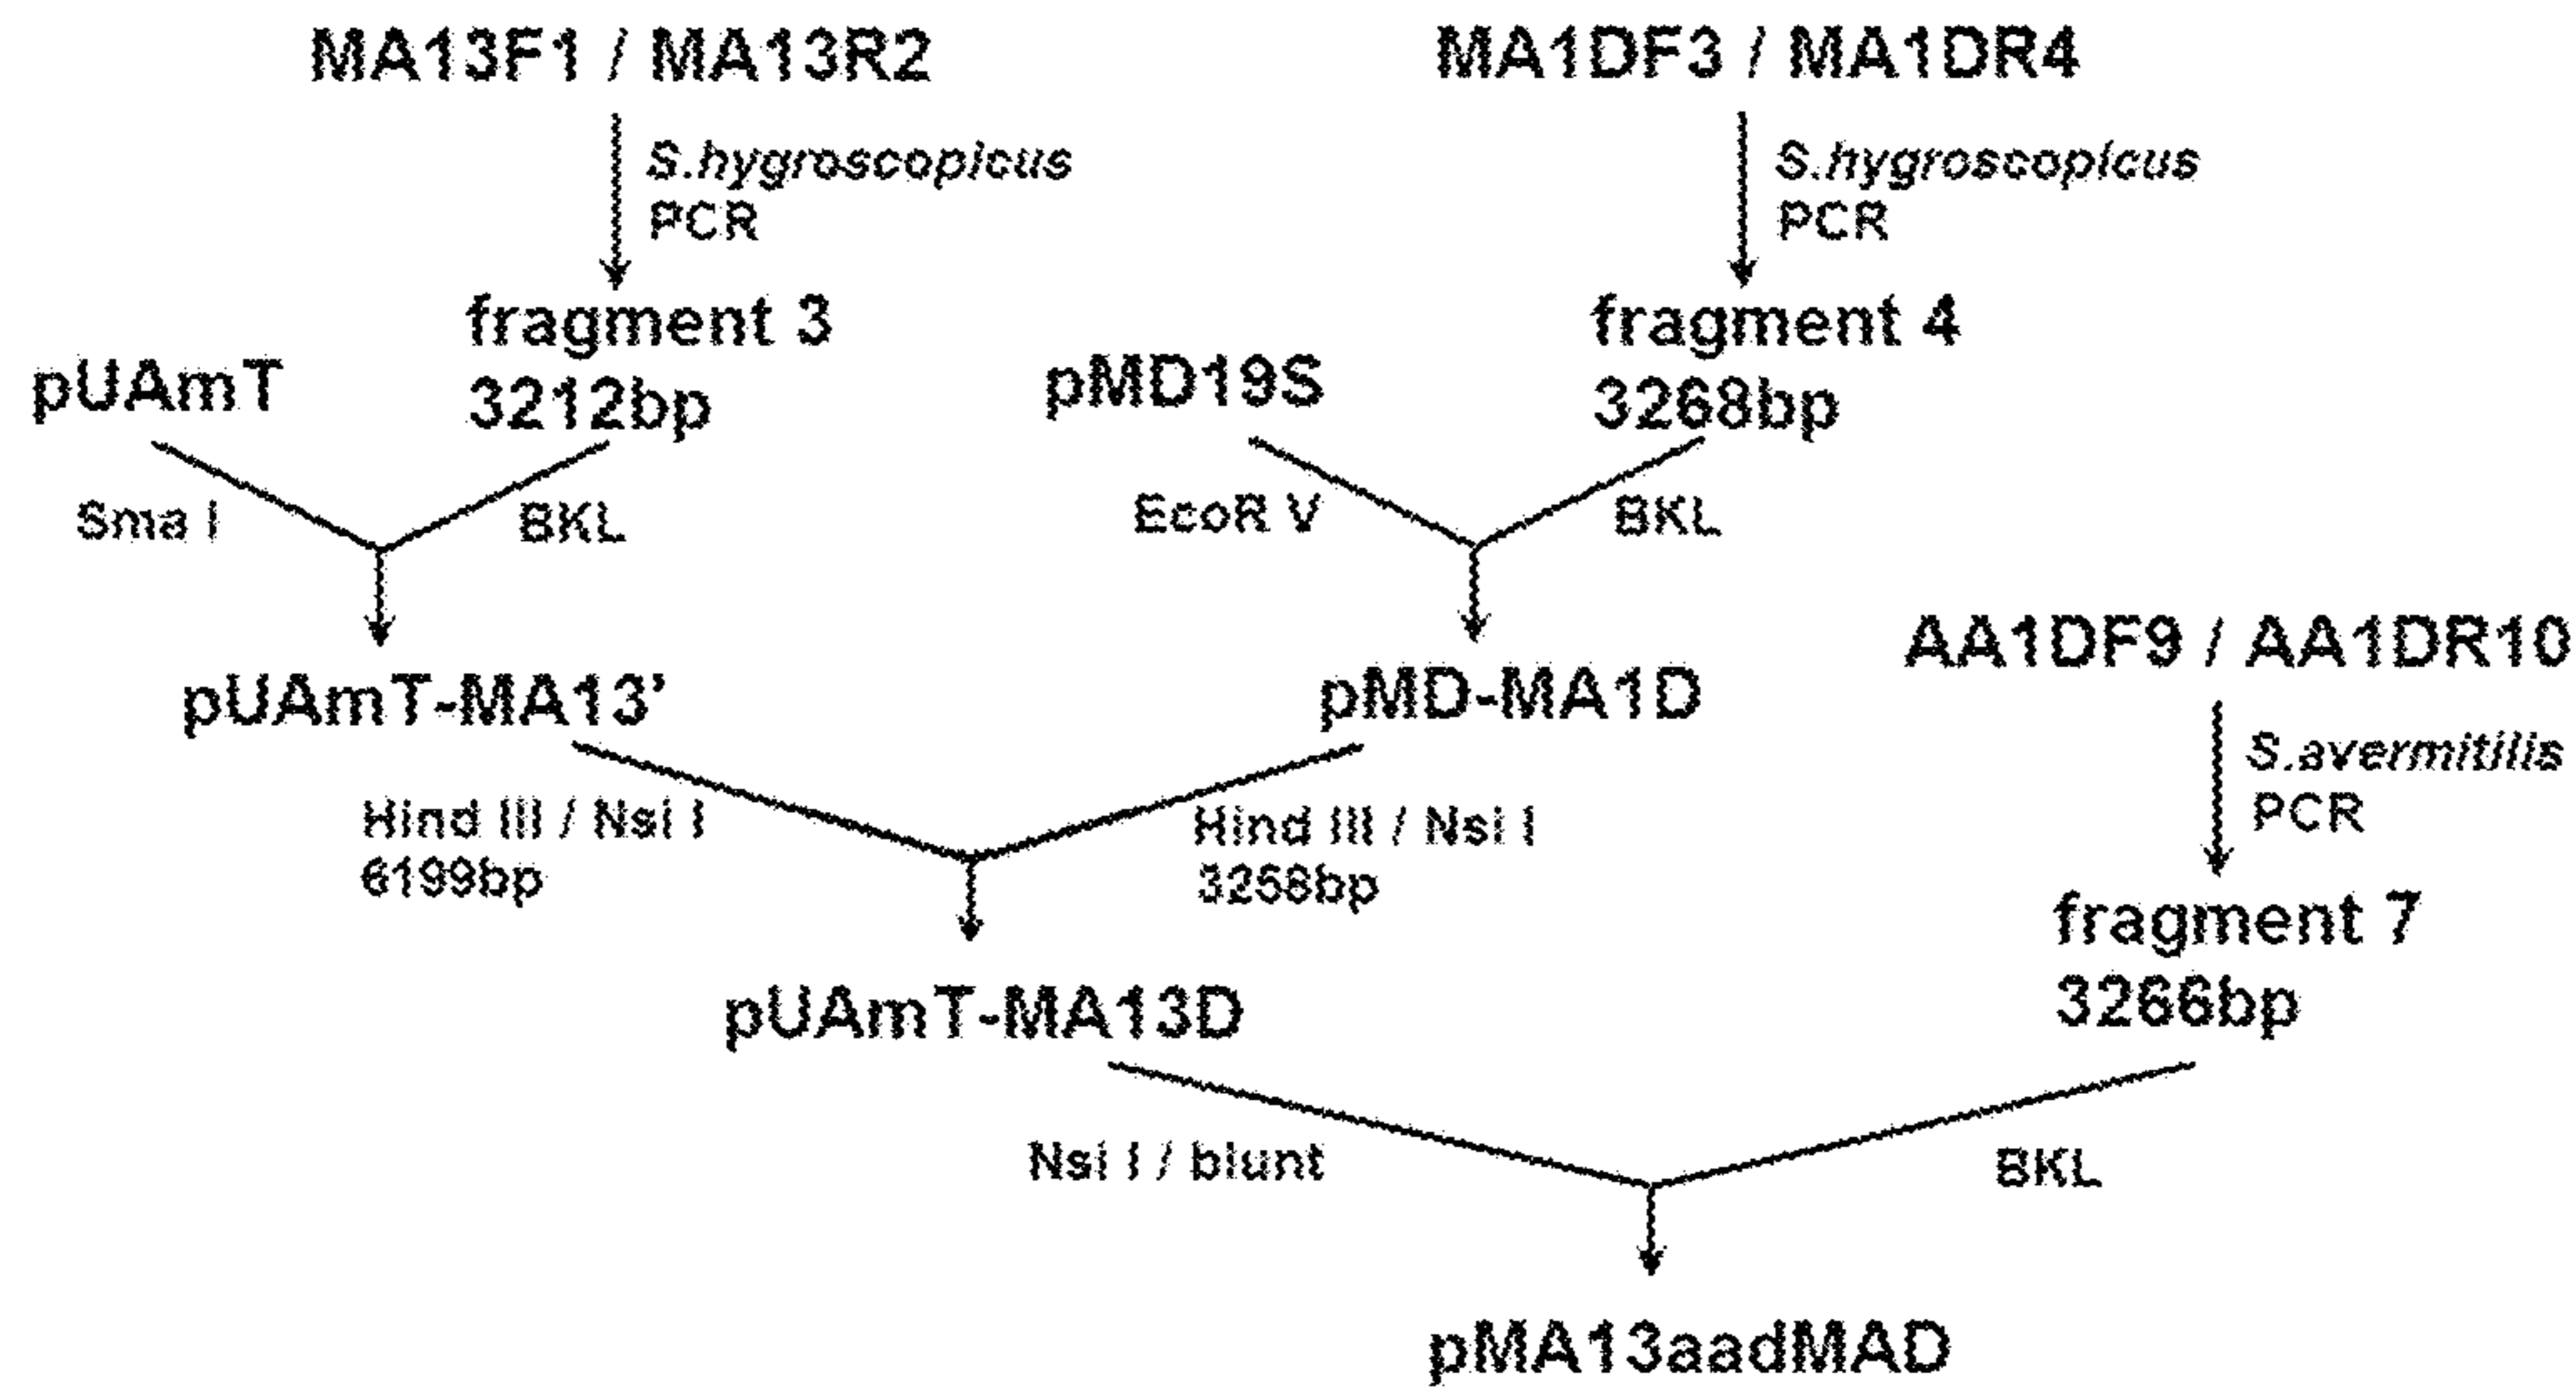 MA13F1 / MA13R2
MA1DF3 / MA1DR4
S.hygroscopicus
PCR
S.hygroscopicus
PCR
fragment 3
3212bp
fragment 4
3268bp
pUAmT
pMD19S
Sma I
BKL
EcoR V
BKL
pUAmT-MA13'
pMD-MA1D
AA1DF9 / AA1DR10
S.avermitilis
PCR
Hind III / Nsi I
6199bp
Hind III / Nsi I
3258bp
fragment 7
3266bp
pUAmT-MA13D
Nsi I / blunt
BKL
pMA13aadMAD